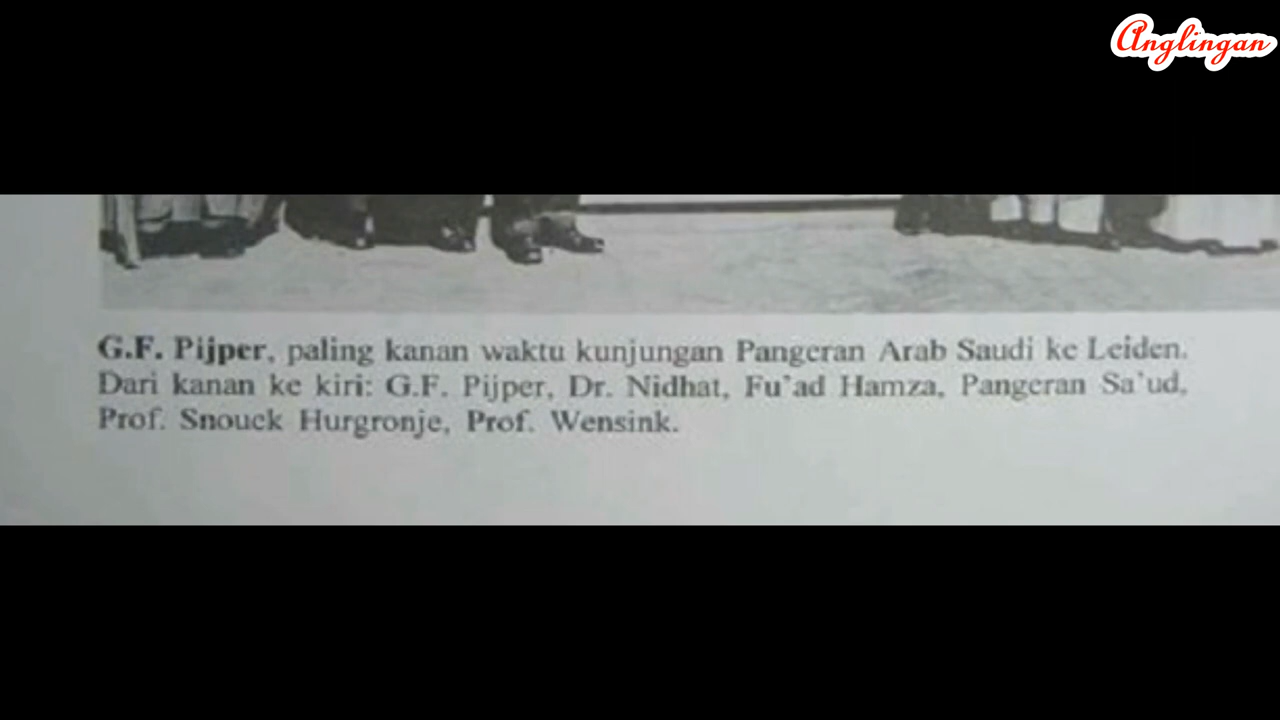 Anglingan
G.F. Pijper, paling kanan waktu kunjungan Pangeran Arab Saudi ke Leiden.
Dari kanan ke kiri: G.F. Pijper, Dr. Nidhat, Fu'ad Hamza, Pangeran Sa'ud,
Prof. Snouck Hurgronje, Prof. Wensink.